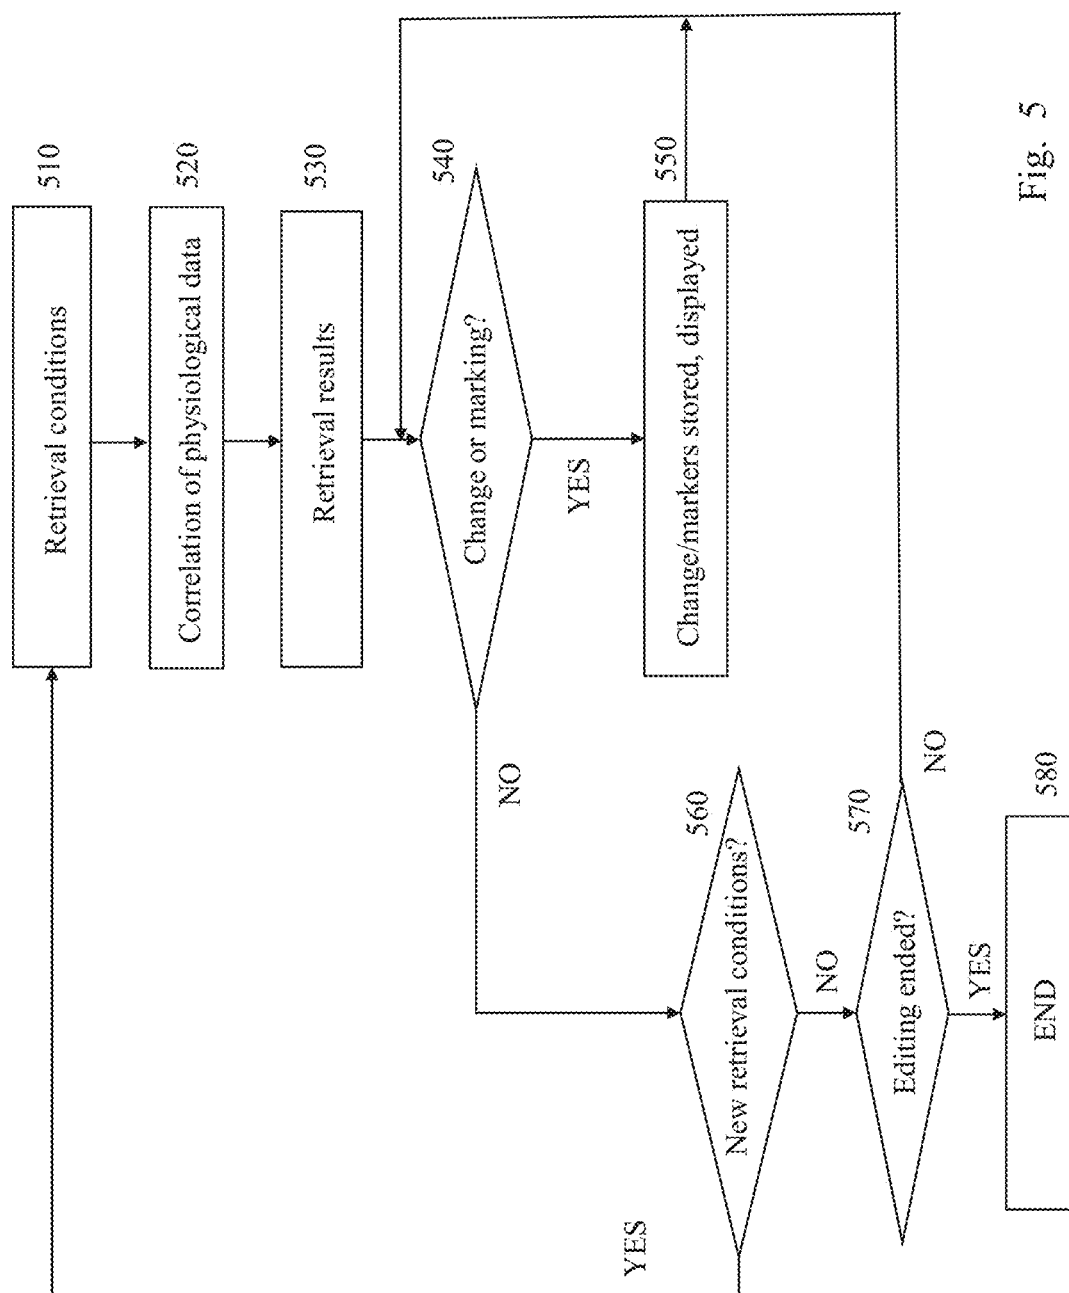 Retrieval conditions
510
Correlation of physiological data
520
Retrieval results
530
Change or marking?
540
YES
NO
Change/markers stored, displayed
550
New retrieval conditions?
560
YES
NO
Editing ended?
570
NO
YES
END
580
Fig. 5